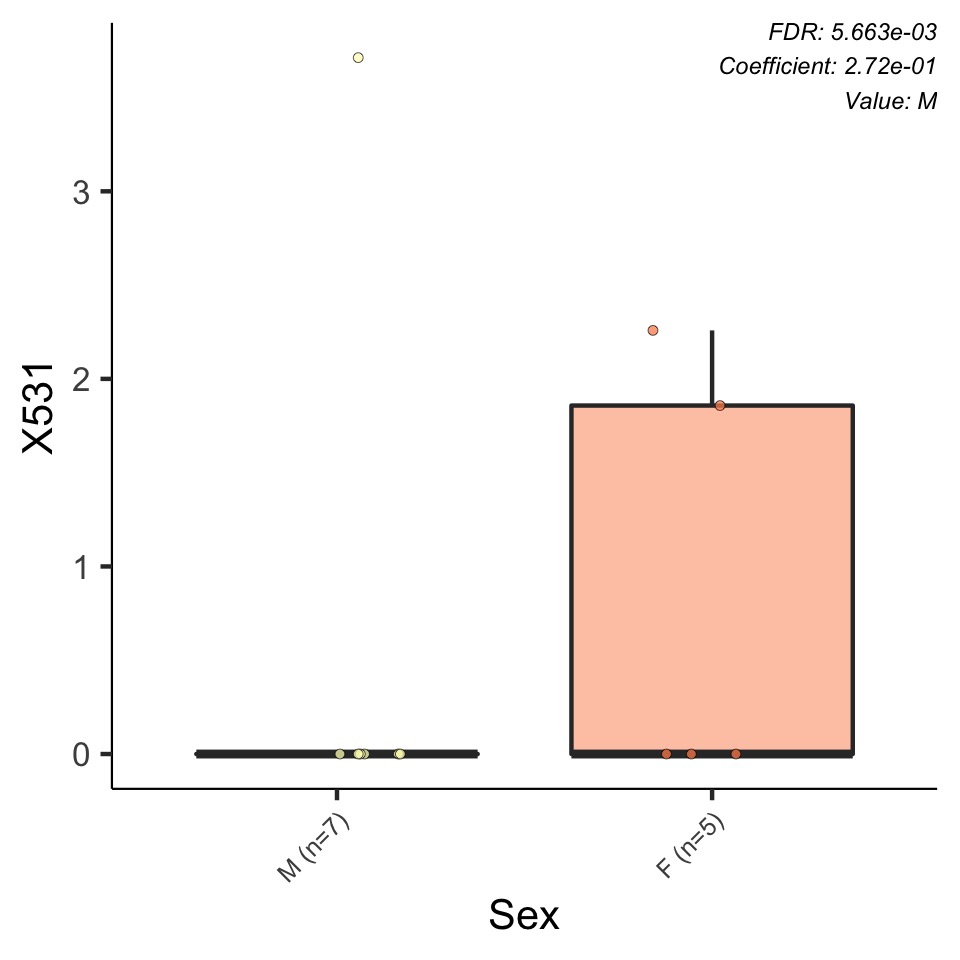 FDR: 5.663e-03
Coefficient: 2.72e-01
Value: M
3
2
1
0
X531
M (n=7)
F (n=5)
Sex